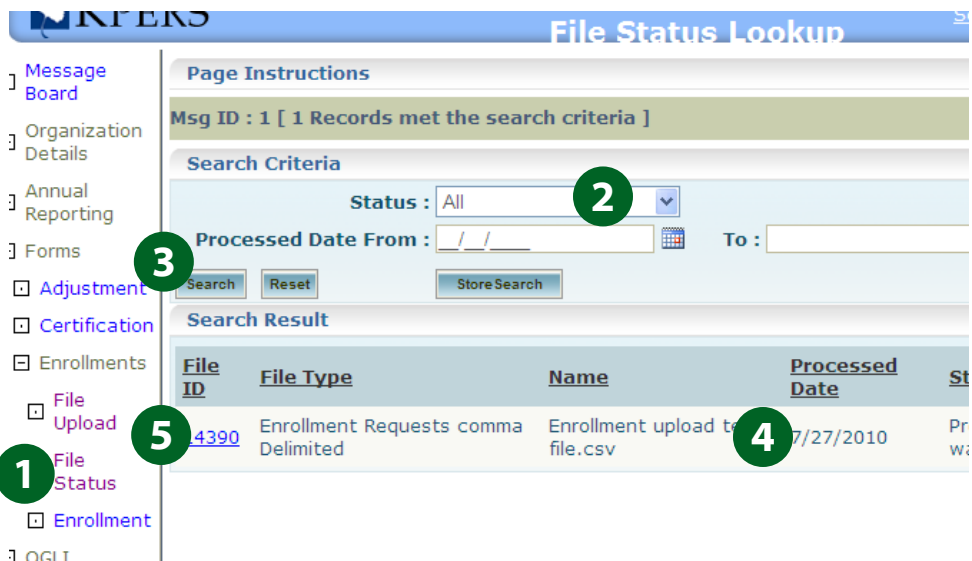 KPERS
File Status Lookup
Message
Board
Organization
Details
Annual
Reporting
Forms
Adjustment
Certification
Enrollments
File
Upload
File
Status
Enrollment
OGLI
1
Page Instructions
Msg ID : 1 [ 1 Records met the search criteria ]
Search Criteria
Status : All 2
Processed Date From : __/__/____ To :
3
Search Reset StoreSearch
Search Result
File ID File Type Name Processed Date
5 4390 Enrollment Requests comma Delimited Enrollment upload file.csv 4 7/27/2010